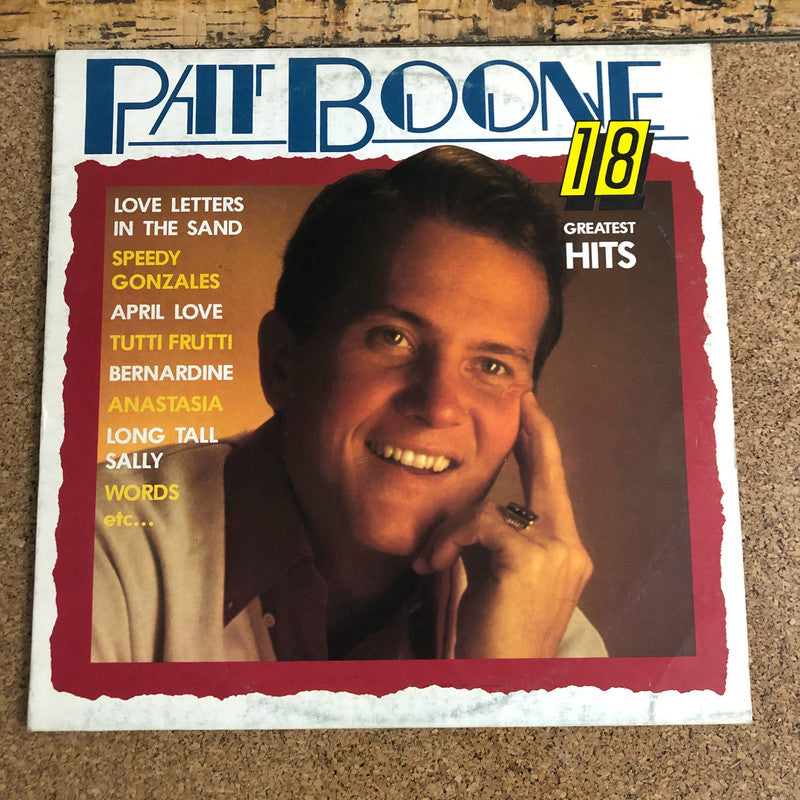 PAT BOONE
18
GREATEST
HITS
LOVE LETTERS
IN THE SAND
SPEEDY
GONZALES
APRIL LOVE
TUTTI FRUTTI
BERNARDINE
ANASTASIA
LONG TALL
SALLY
WORDS
etc...